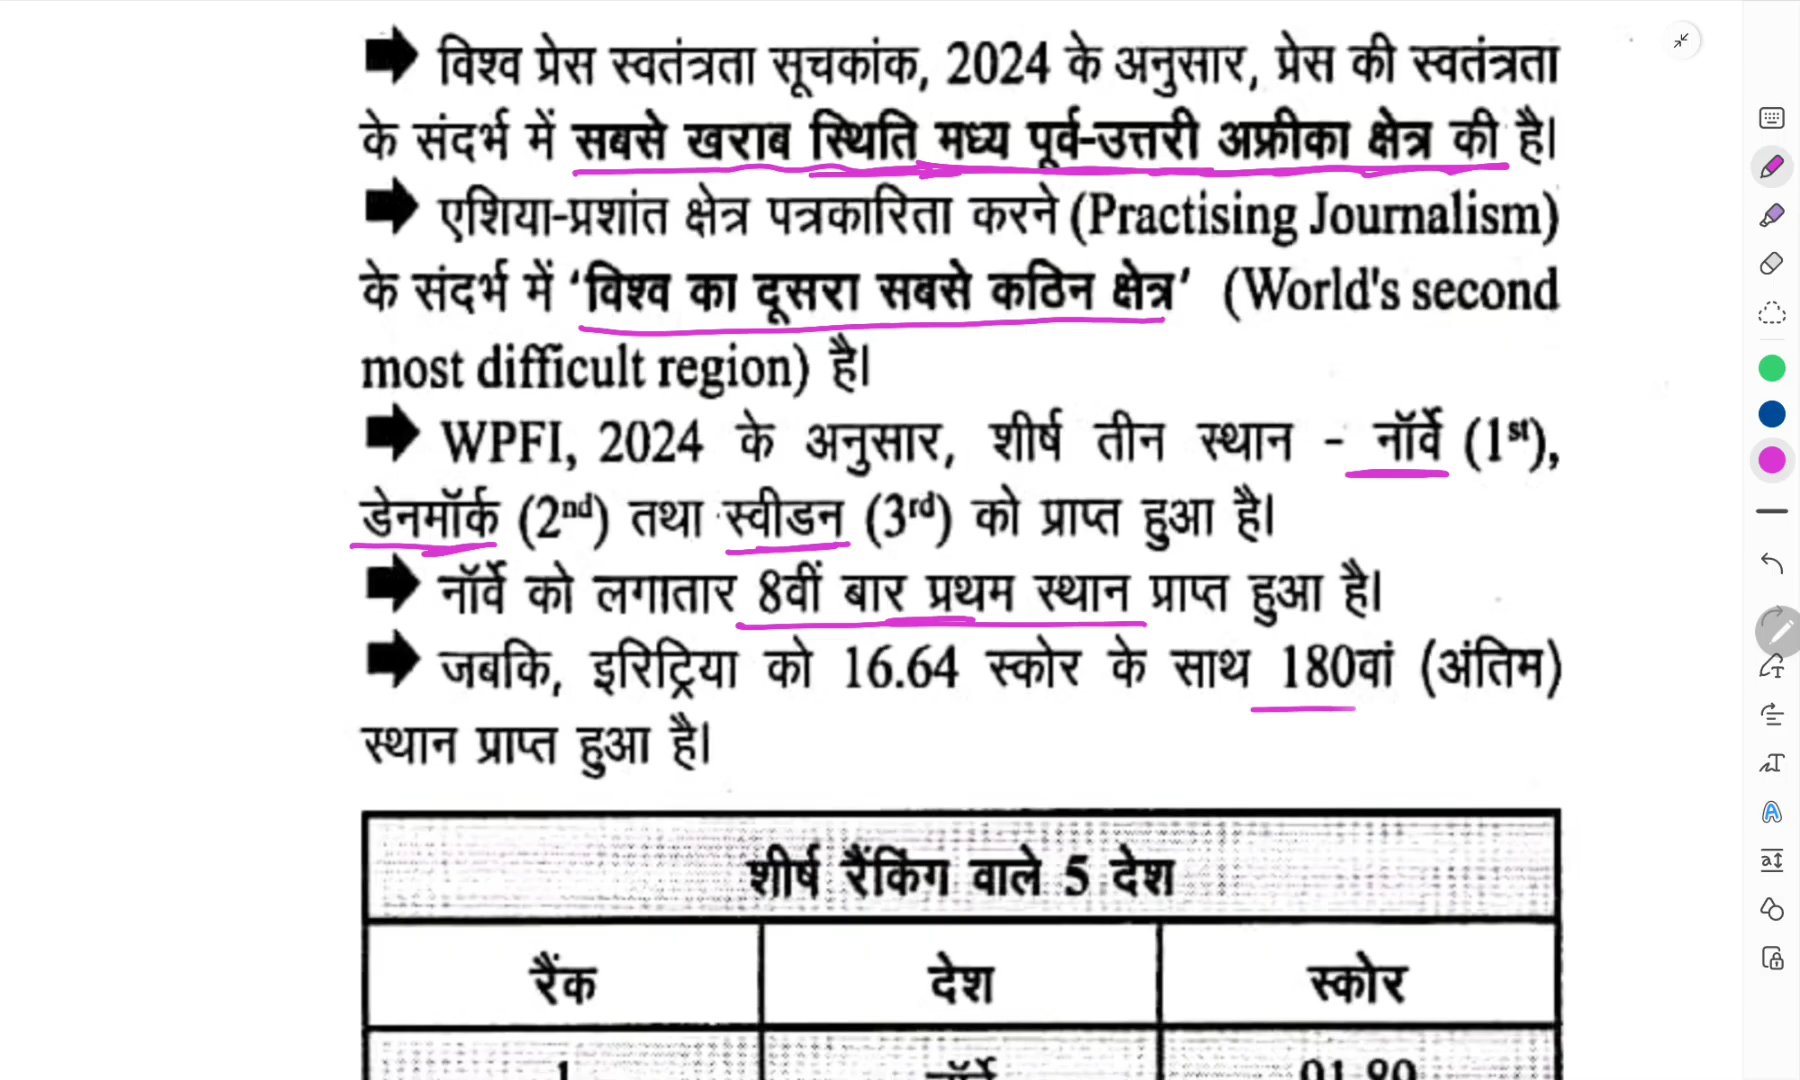 विश्व प्रेस स्वतंत्रता सूचकांक, 2024 के अनुसार, प्रेस की स्वतंत्रता
के संदर्भ में सबसे खराब स्थिति मध्य पूर्व-उत्तरी अफ्रीका क्षेत्र की है।
एशिया-प्रशांत क्षेत्र पत्रकारिता करने (Practising Journalism)
के संदर्भ में ‘विश्व का दूसरा सबसे कठिन क्षेत्र’ (World's second
most difficult region) है।
WPFI, 2024 के अनुसार, शीर्ष तीन स्थान - नॉर्वे (1st),
डेनमॉर्क (2nd) तथा स्वीडन (3rd) को प्राप्त हुआ है।
नॉर्वे को लगातार 8वीं बार प्रथम स्थान प्राप्त हुआ है।
जबकि, इरिट्रिया को 16.64 स्कोर के साथ 180वां (अंतिम)
स्थान प्राप्त हुआ है।
शीर्ष रैंकिंग वाले 5 देश
रैंक देश स्कोर